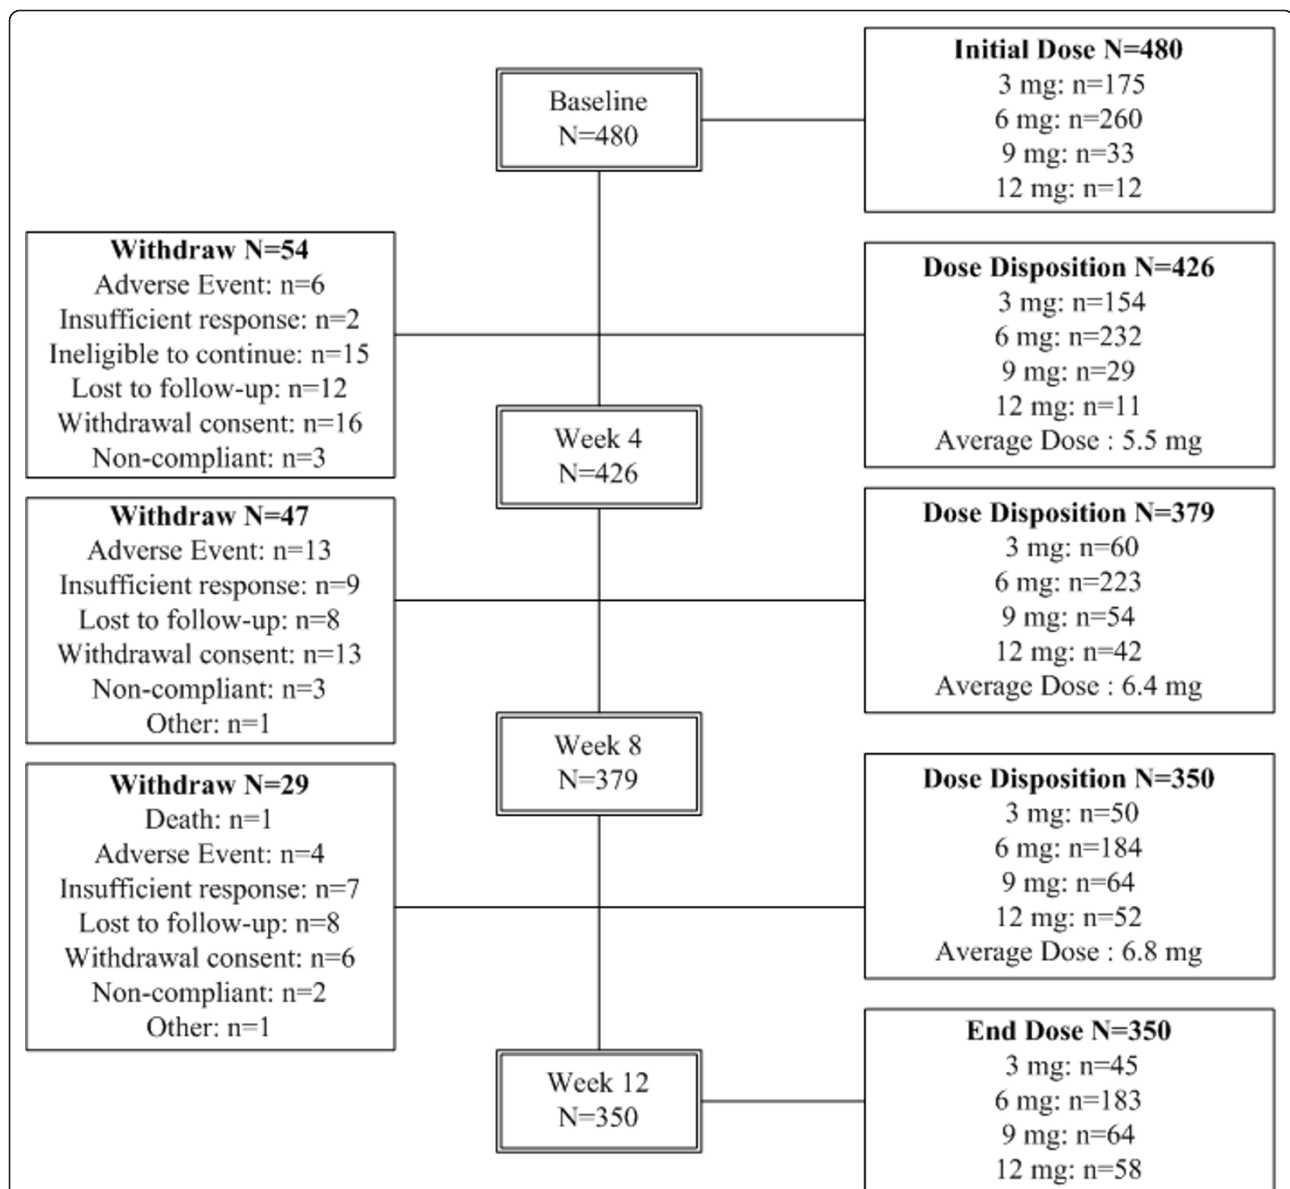 Baseline
N=480
Initial Dose N=480
3 mg: n=175
6 mg: n=260
9 mg: n=33
12 mg: n=12
Withdraw N=54
Adverse Event: n=6
Insufficient response: n=2
Ineligible to continue: n=15
Lost to follow-up: n=12
Withdrawal consent: n=16
Non-compliant: n=3
Dose Disposition N=426
3 mg: n=154
6 mg: n=232
9 mg: n=29
12 mg: n=11
Average Dose : 5.5 mg
Week 4
N=426
Withdraw N=47
Adverse Event: n=13
Insufficient response: n=9
Lost to follow-up: n=8
Withdrawal consent: n=13
Non-compliant: n=3
Other: n=1
Dose Disposition N=379
3 mg: n=60
6 mg: n=223
9 mg: n=54
12 mg: n=42
Average Dose : 6.4 mg
Week 8
N=379
Withdraw N=29
Death: n=1
Adverse Event: n=4
Insufficient response: n=7
Lost to follow-up: n=8
Withdrawal consent: n=6
Non-compliant: n=2
Other: n=1
Dose Disposition N=350
3 mg: n=50
6 mg: n=184
9 mg: n=64
12 mg: n=52
Average Dose : 6.8 mg
Week 12
N=350
End Dose N=350
3 mg: n=45
6 mg: n=183
9 mg: n=64
12 mg: n=58